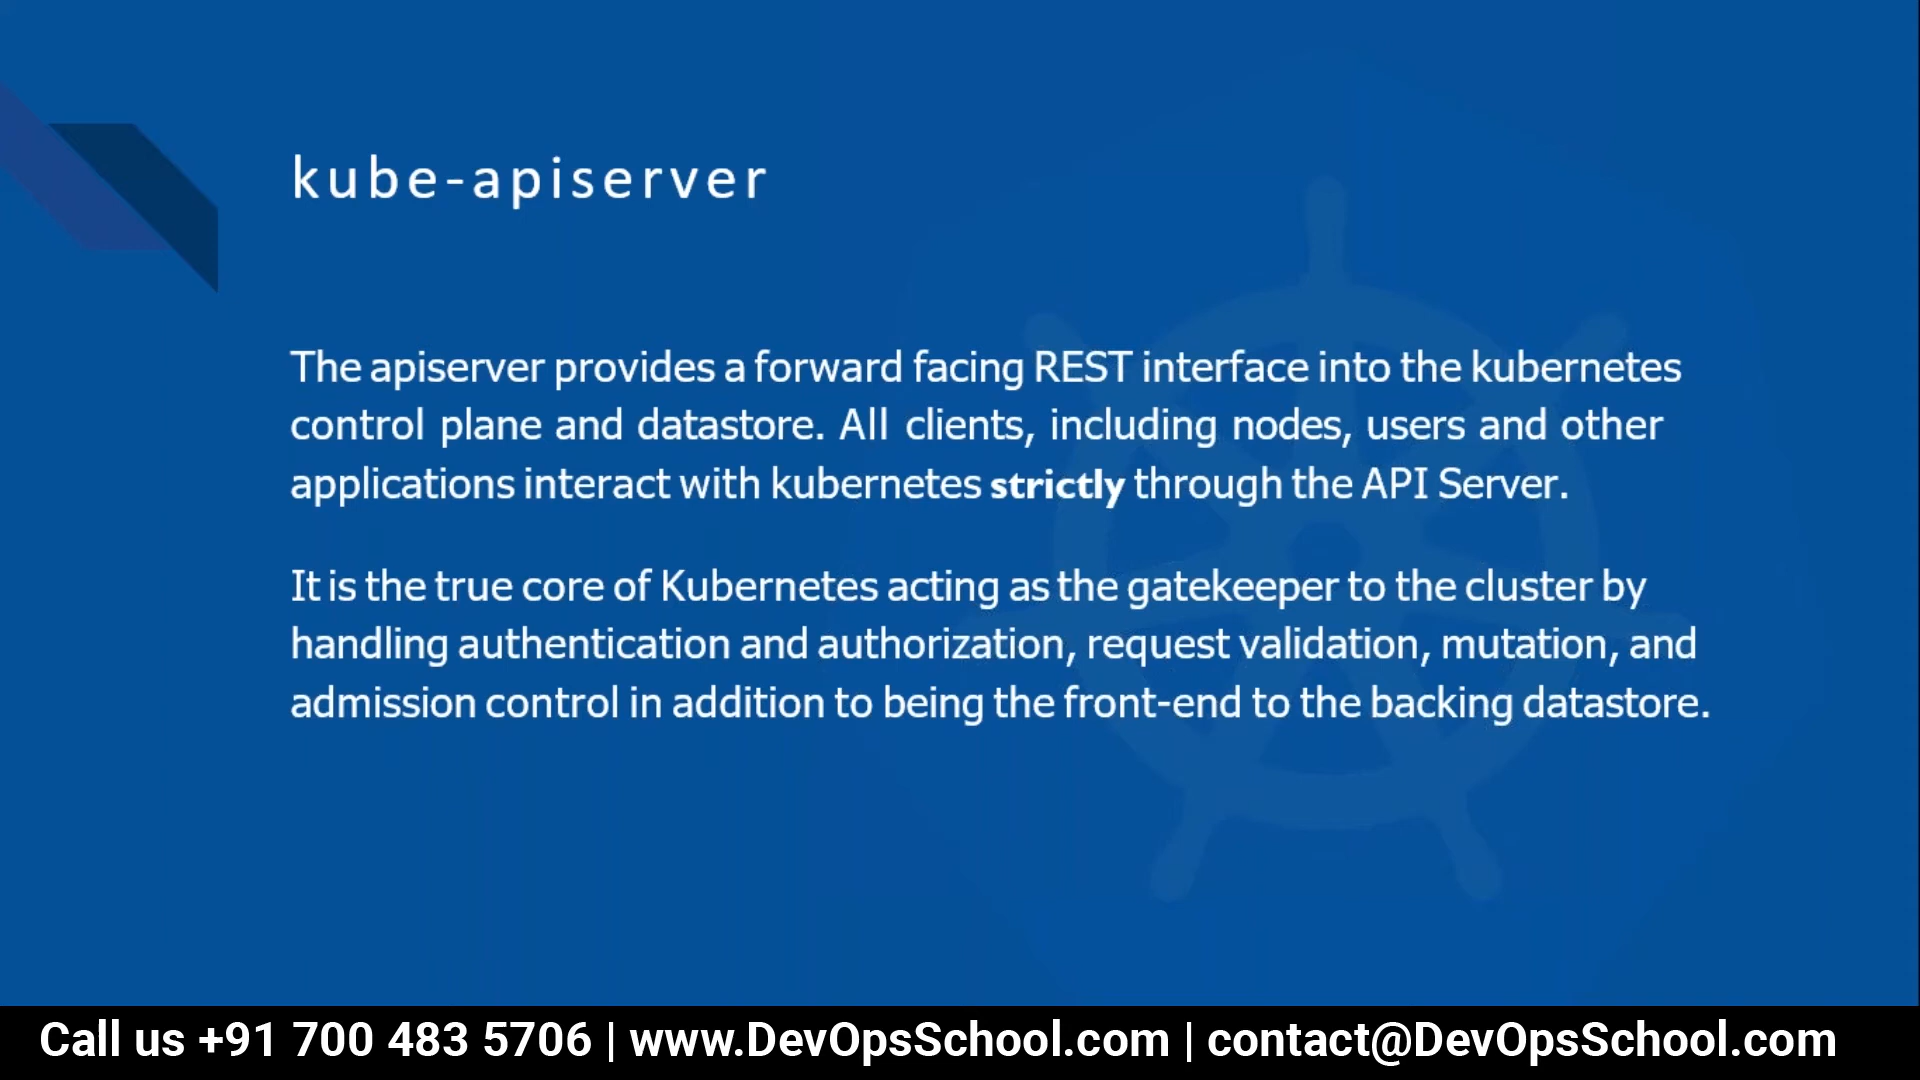 kube-apiserver
The apiserver provides a forward facing REST interface into the kubernetes
control plane and datastore. All clients, including nodes, users and other
applications interact with kubernetes strictly through the API Server.
It is the true core of Kubernetes acting as the gatekeeper to the cluster by
handling authentication and authorization, request validation, mutation, and
admission control in addition to being the front-end to the backing datastore.
Call us +91 700 483 5706 | www.DevOpsSchool.com | contact@DevOpsSchool.com